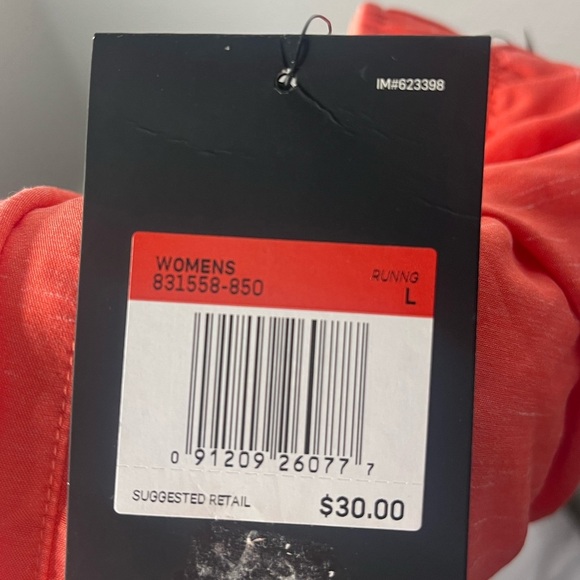 IM#623398
WOMENS
831558-850
RUNNG
L
0 91209 26077 7
SUGGESTED RETAIL
$30.00